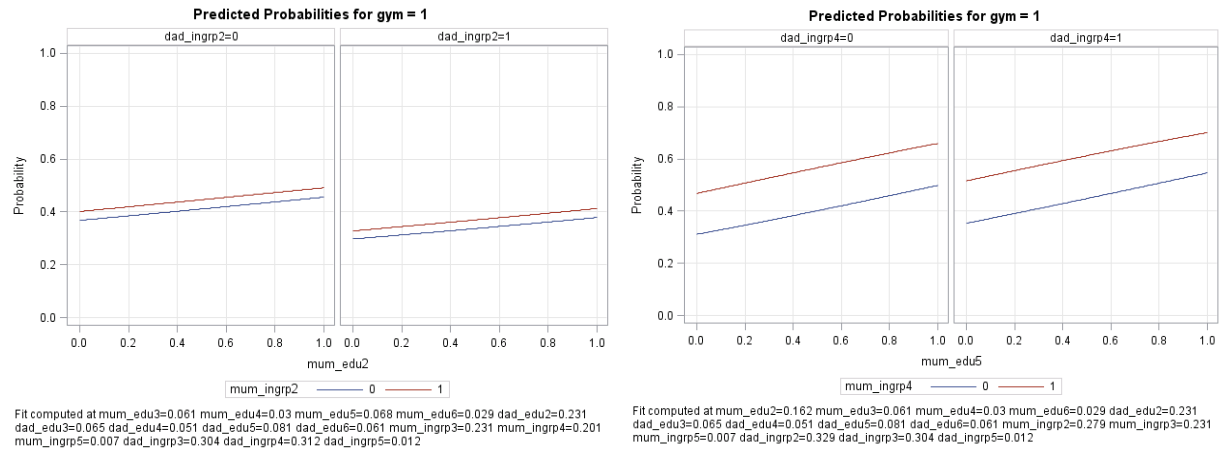 Predicted Probabilities for gym = 1
dad_ingrp2=0 dad_ingrp2=1
1.0
0.8
0.6
0.4
0.2
0.0
Probability
0.0 0.2 0.4 0.6 0.8 1.0 0.0 0.2 0.4 0.6 0.8 1.0
mum_edu2
mum_ingrp2 0 1
Fit computed at mum_edu3=0.061 mum_edu4=0.03 mum_edu5=0.068 mum_edu6=0.029 dad_edu2=0.231
dad_edu3=0.065 dad_edu4=0.051 dad_edu5=0.081 dad_edu6=0.061 mum_ingrp3=0.231 mum_ingrp4=0.201
mum_ingrp5=0.007 dad_ingrp3=0.304 dad_ingrp4=0.312 dad_ingrp5=0.012
Predicted Probabilities for gym = 1
dad_ingrp4=0 dad_ingrp4=1
1.0
0.8
0.6
0.4
0.2
0.0
Probability
0.0 0.2 0.4 0.6 0.8 1.0 0.0 0.2 0.4 0.6 0.8 1.0
mum_edu5
mum_ingrp4 0 1
Fit computed at mum_edu2=0.162 mum_edu3=0.061 mum_edu4=0.03 mum_edu6=0.029 dad_edu2=0.231
dad_edu3=0.065 dad_edu4=0.051 dad_edu5=0.081 dad_edu6=0.061 mum_ingrp2=0.279 mum_ingrp3=0.231
mum_ingrp5=0.007 dad_ingrp2=0.329 dad_ingrp3=0.304 dad_ingrp5=0.012